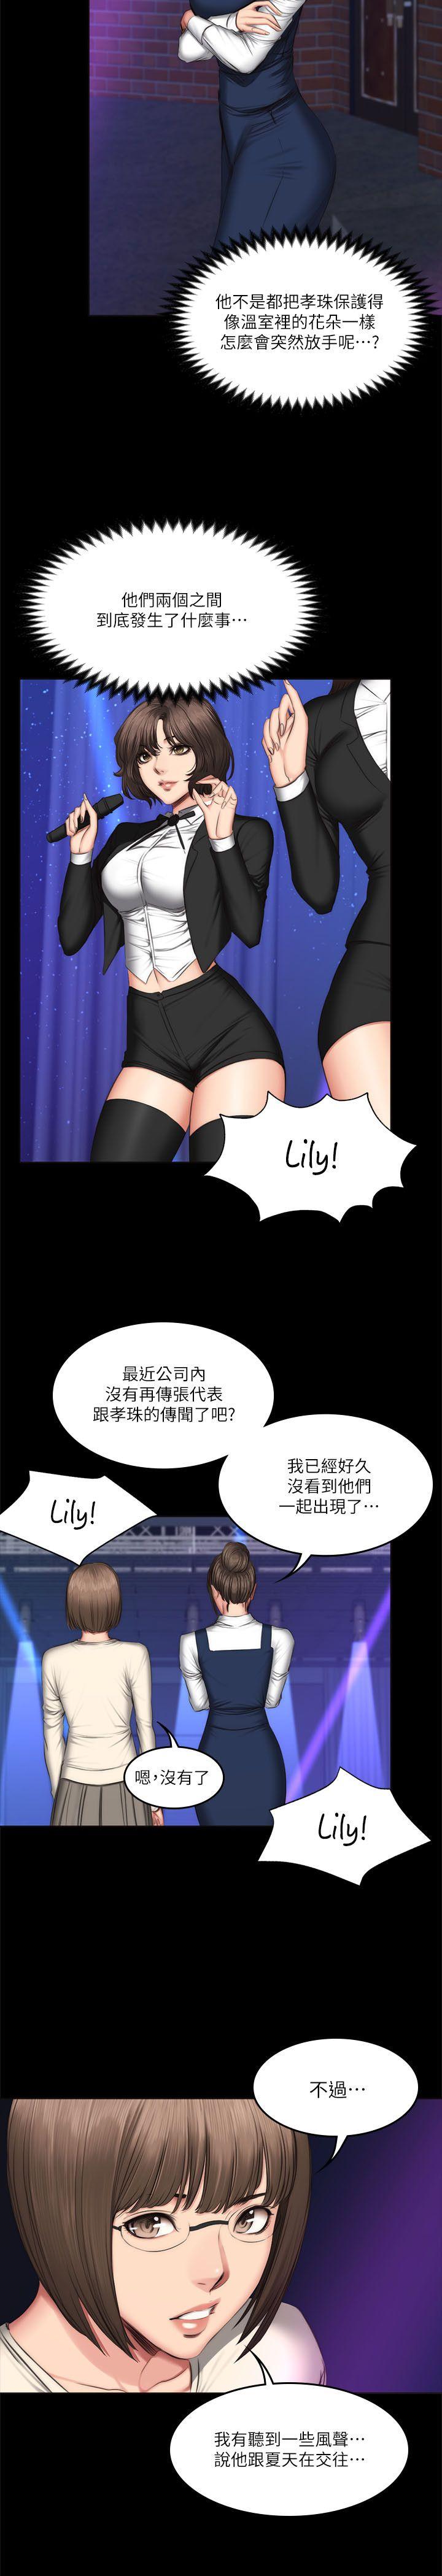 他不是都把孝珠保護得
像溫室裡的花朵一樣
怎麼會突然放手呢…?
他們兩個之間
到底發生了什麼事…
Lily!
最近公司內
沒有再傳張代表
跟孝珠的傳聞了吧?
我已經好久
沒看到他們
一起出現了…
Lily!
嗯,沒有了
Lily!
不過…
我有聽到一些風聲…
說他跟夏天在交往…